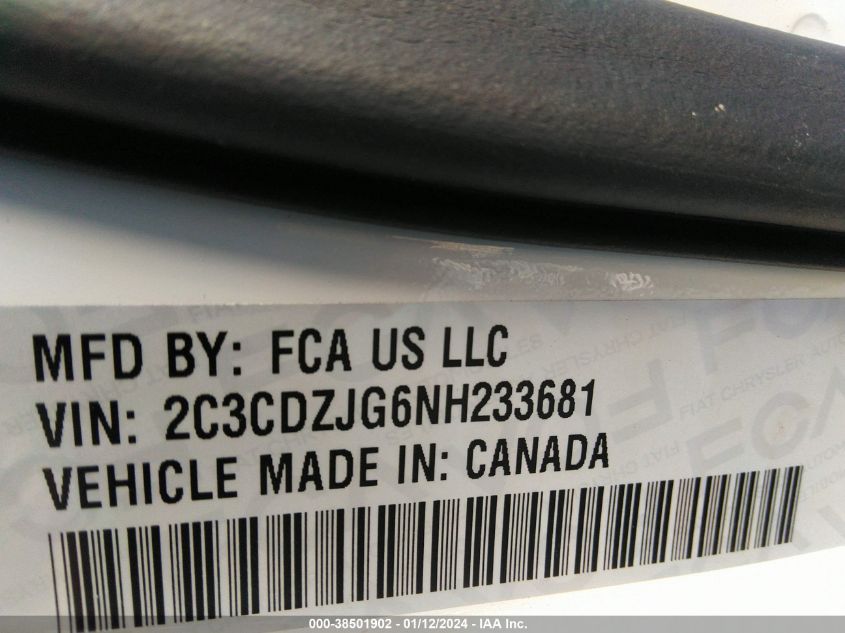 MFD BY: FCA US LLC
VIN: 2C3CDZJG6NH233681
VEHICLE MADE IN: CANADA
000-38501902 - 01/12/2024 - © IAA Inc.